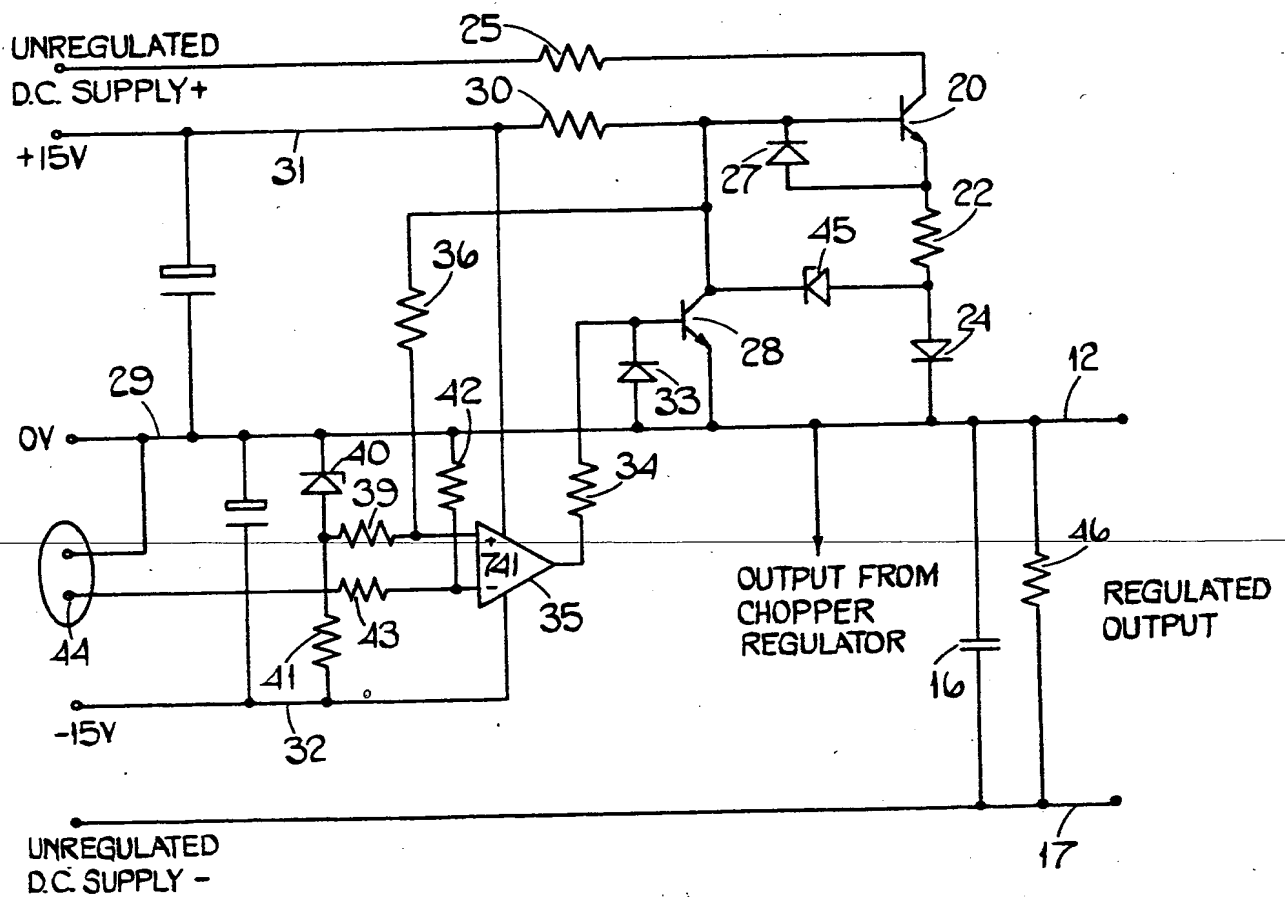 25
UNREGULATED
D.C. SUPPLY+
30
20
+15V
31
27
22
45
36
28
24
29
42
33
12
0V
40
39
34
+
741
-
46
OUTPUT FROM
CHOPPER
REGULATOR
REGULATED
OUTPUT
44
43
35
41
16
-15V
32
17
UNREGULATED
D.C. SUPPLY -